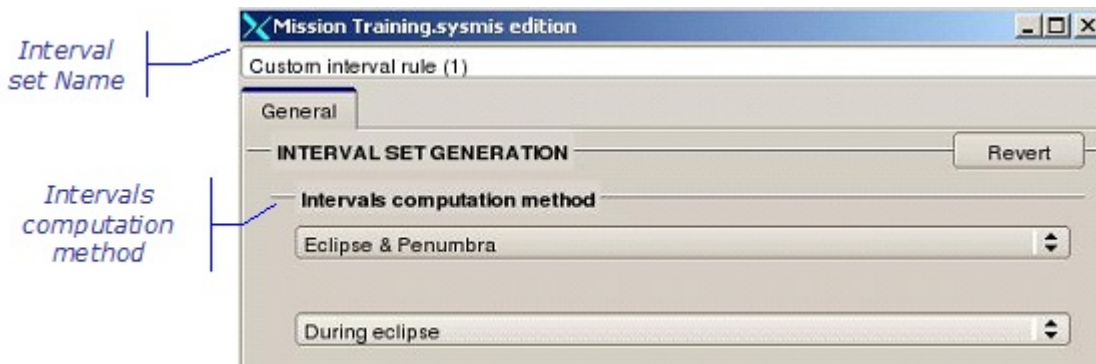 Mission Training.sysmis edition
Interval
set Name
Custom interval rule (1)
General
INTERVAL SET GENERATION
Revert
Intervals
computation
method
Intervals computation method
Eclipse & Penumbra
During eclipse